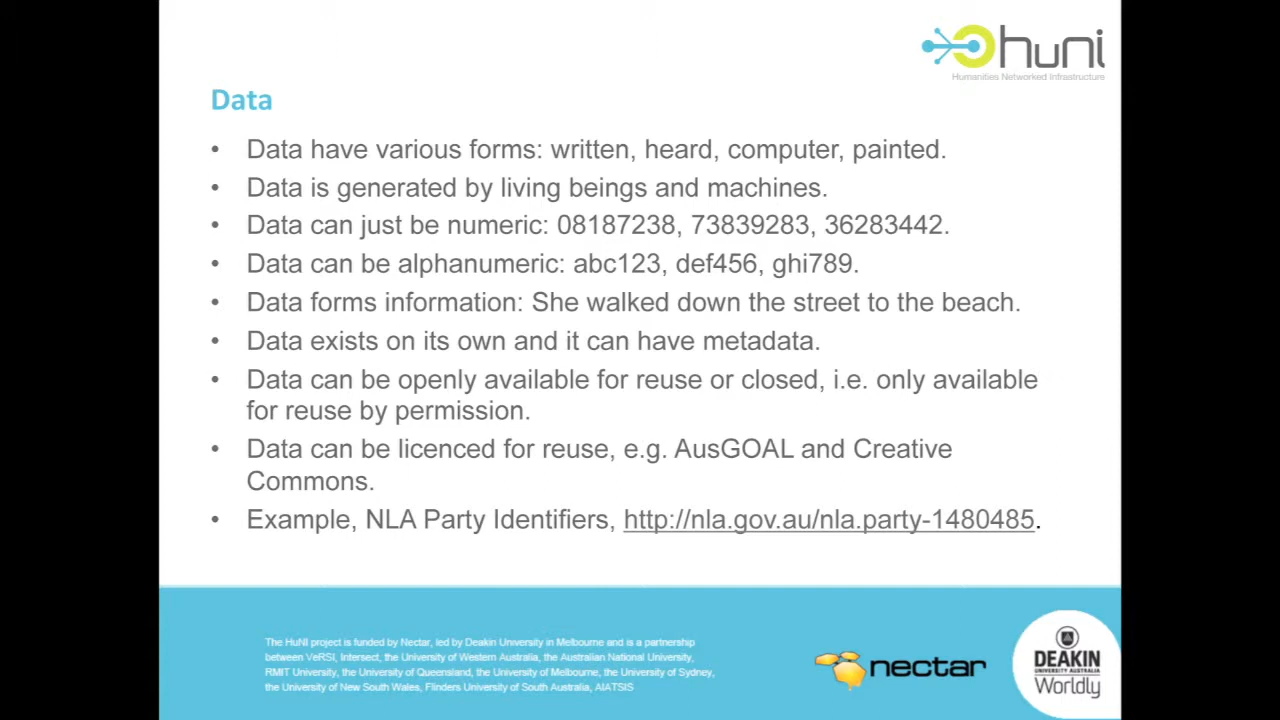 huni
Humanities Networked Infrastructure
Data
• Data have various forms: written, heard, computer, painted.
• Data is generated by living beings and machines.
• Data can just be numeric: 08187238, 73839283, 36283442.
• Data can be alphanumeric: abc123, def456, ghi789.
• Data forms information: She walked down the street to the beach.
• Data exists on its own and it can have metadata.
• Data can be openly available for reuse or closed, i.e. only available
for reuse by permission.
• Data can be licenced for reuse, e.g. AusGOAL and Creative
Commons.
• Example, NLA Party Identifiers, http://nla.gov.au/nla.party-1480485.
The HuNI project is funded by Nectar, led by Deakin University in Melbourne and is a partnership
between VeRSI, Intersect, the University of Western Australia, the Australian National University,
RMIT University, the University of Queensland, the University of Melbourne, the University of Sydney,
the University of New South Wales, Flinders University of South Australia, AIATSIS
nectar
DEAKIN
UNIVERSITY AUSTRALIA
Worldly